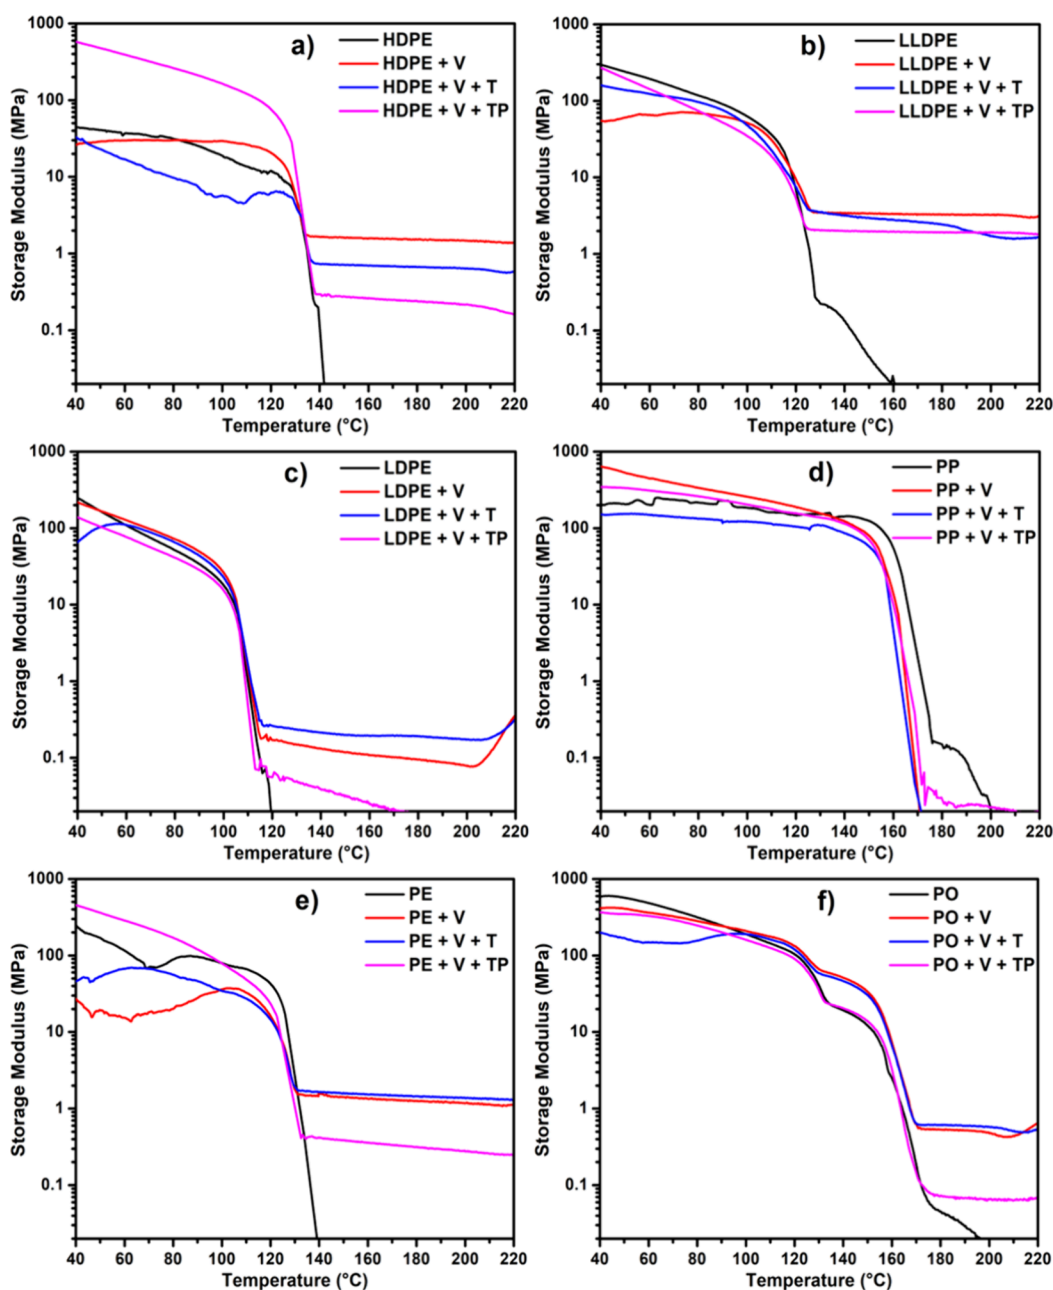 a)
HDPE
HDPE + V
HDPE + V + T
HDPE + V + TP
Storage Modulus (MPa)
1000
100
10
1
0.1
40 60 80 100 120 140 160 180 200 220
Temperature (°C)
b)
LLDPE
LLDPE + V
LLDPE + V + T
LLDPE + V + TP
Storage Modulus (MPa)
1000
100
10
1
0.1
40 60 80 100 120 140 160 180 200 220
Temperature (°C)
c)
LDPE
LDPE + V
LDPE + V + T
LDPE + V + TP
Storage Modulus (MPa)
1000
100
10
1
0.1
40 60 80 100 120 140 160 180 200 220
Temperature (°C)
d)
PP
PP + V
PP + V + T
PP + V + TP
Storage Modulus (MPa)
1000
100
10
1
0.1
40 60 80 100 120 140 160 180 200 220
Temperature (°C)
e)
PE
PE + V
PE + V + T
PE + V + TP
Storage Modulus (MPa)
1000
100
10
1
0.1
40 60 80 100 120 140 160 180 200 220
Temperature (°C)
f)
PO
PO + V
PO + V + T
PO + V + TP
Storage Modulus (MPa)
1000
100
10
1
0.1
40 60 80 100 120 140 160 180 200 220
Temperature (°C)